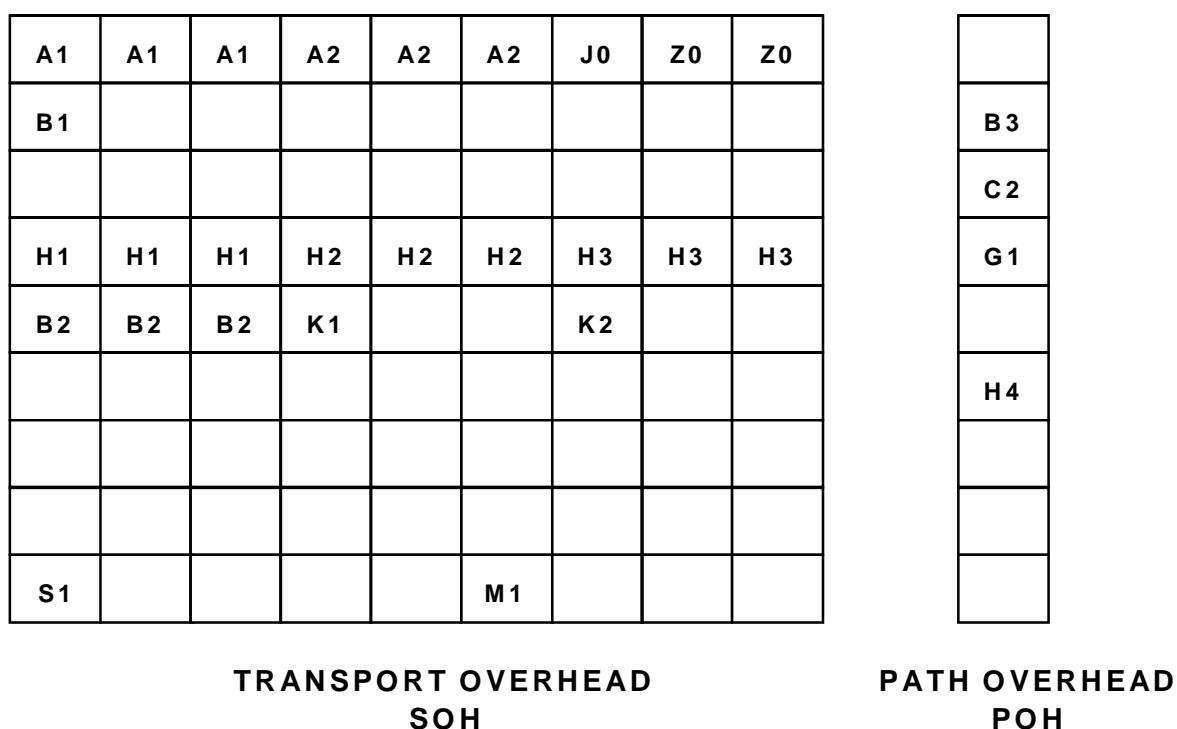 A1 A1 A1 A2 A2 A2 J0 Z0 Z0
B1 B3
C2
H1 H1 H1 H2 H2 H2 H3 H3 H3 G1
B2 B2 B2 K1 K2
H4
S1 M1
TRANSPORT OVERHEAD PATH OVERHEAD
SOH POH